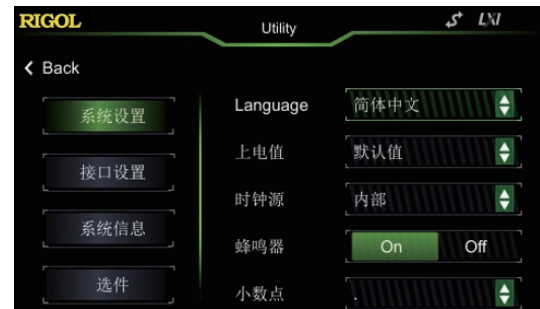 RIGOL
Utility
LXI
Back
系统设置
接口设置
系统信息
选件
Language 简体中文
上电值 默认值
时钟源 内部
蜂鸣器 On Off
小数点 .